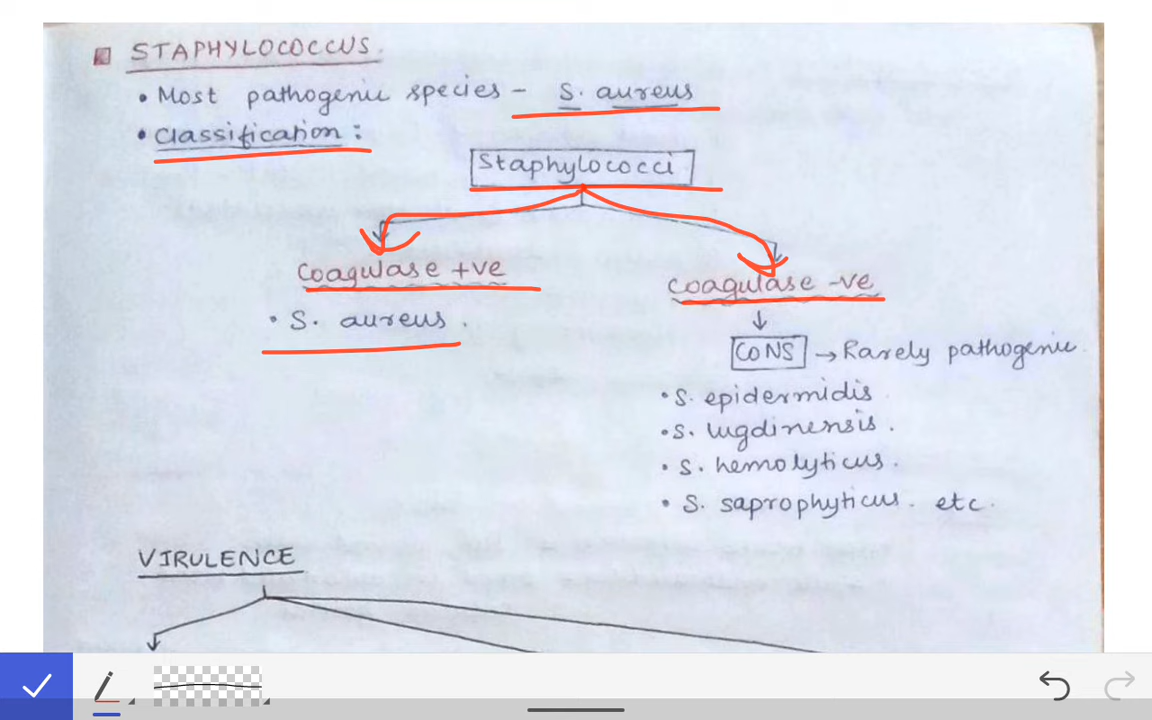 STAPHYLOCOCCUS.
• Most pathogenic species - S. aureus
• Classification :
Staphylococci
Coagulase +ve
Coagulase -ve
• S. aureus.
CONS → Rarely pathogenic.
• S. epidermidis
• S. lugdinensis.
• S. hemolyticus.
• S. saprophyticus. etc.
VIRULENCE